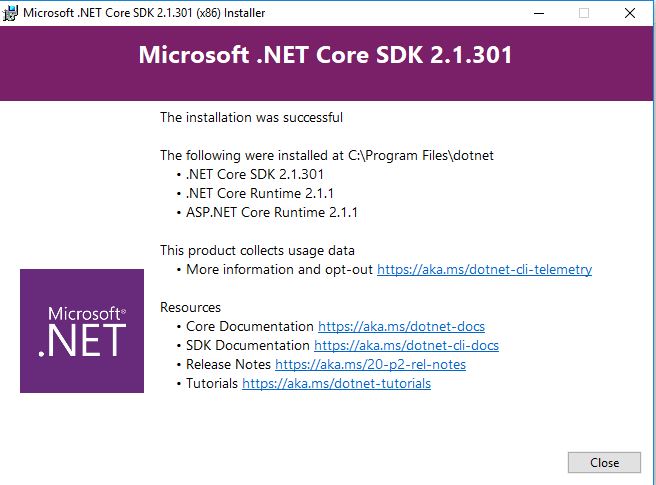 Microsoft .NET Core SDK 2.1.301 (x86) Installer
Microsoft .NET Core SDK 2.1.301
The installation was successful
The following were installed at C:\Program Files\dotnet
• .NET Core SDK 2.1.301
• .NET Core Runtime 2.1.1
• ASP.NET Core Runtime 2.1.1
This product collects usage data
• More information and opt-out https://aka.ms/dotnet-cli-telemetry
Microsoft®
.NET
Resources
• Core Documentation https://aka.ms/dotnet-docs
• SDK Documentation https://aka.ms/dotnet-cli-docs
• Release Notes https://aka.ms/20-p2-rel-notes
• Tutorials https://aka.ms/dotnet-tutorials
Close